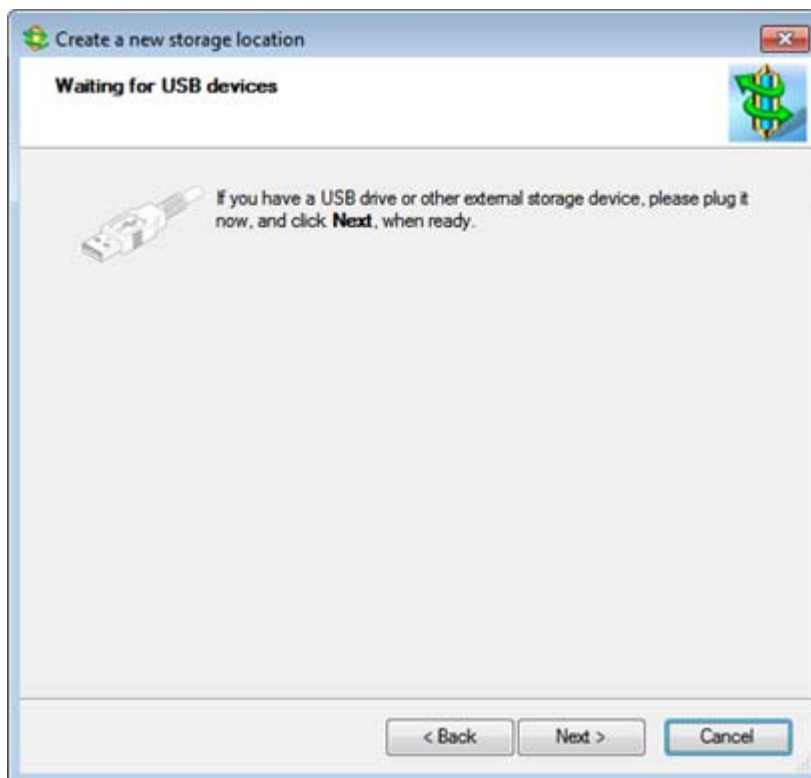 Create a new storage location
Waiting for USB devices
If you have a USB drive or other external storage device, please plug it
now, and click Next, when ready.
< Back Next > Cancel